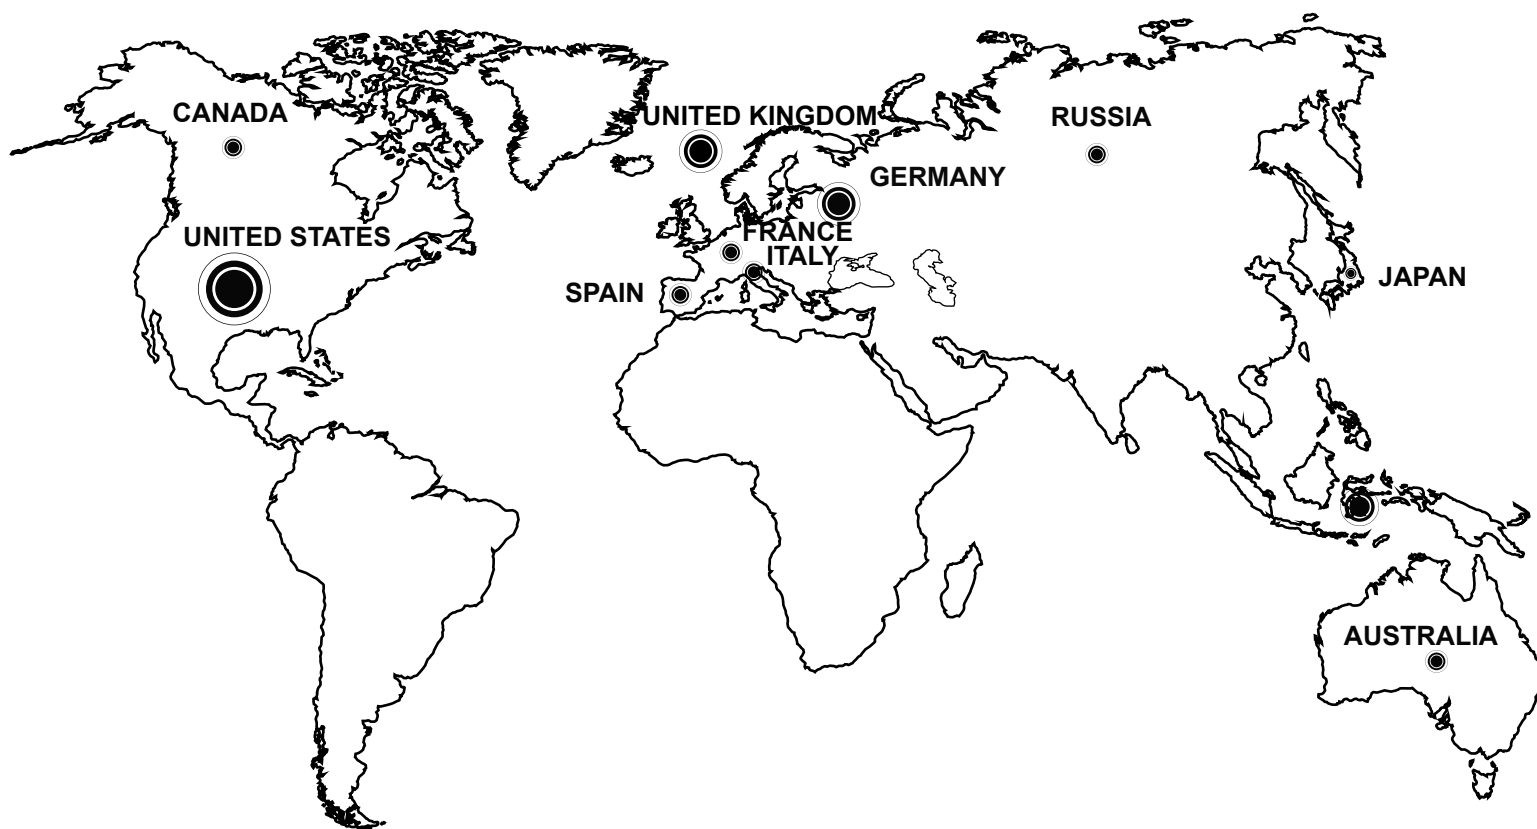 CANADA
UNITED KINGDOM
RUSSIA
GERMANY
UNITED STATES
FRANCE
ITALY
SPAIN
JAPAN
AUSTRALIA